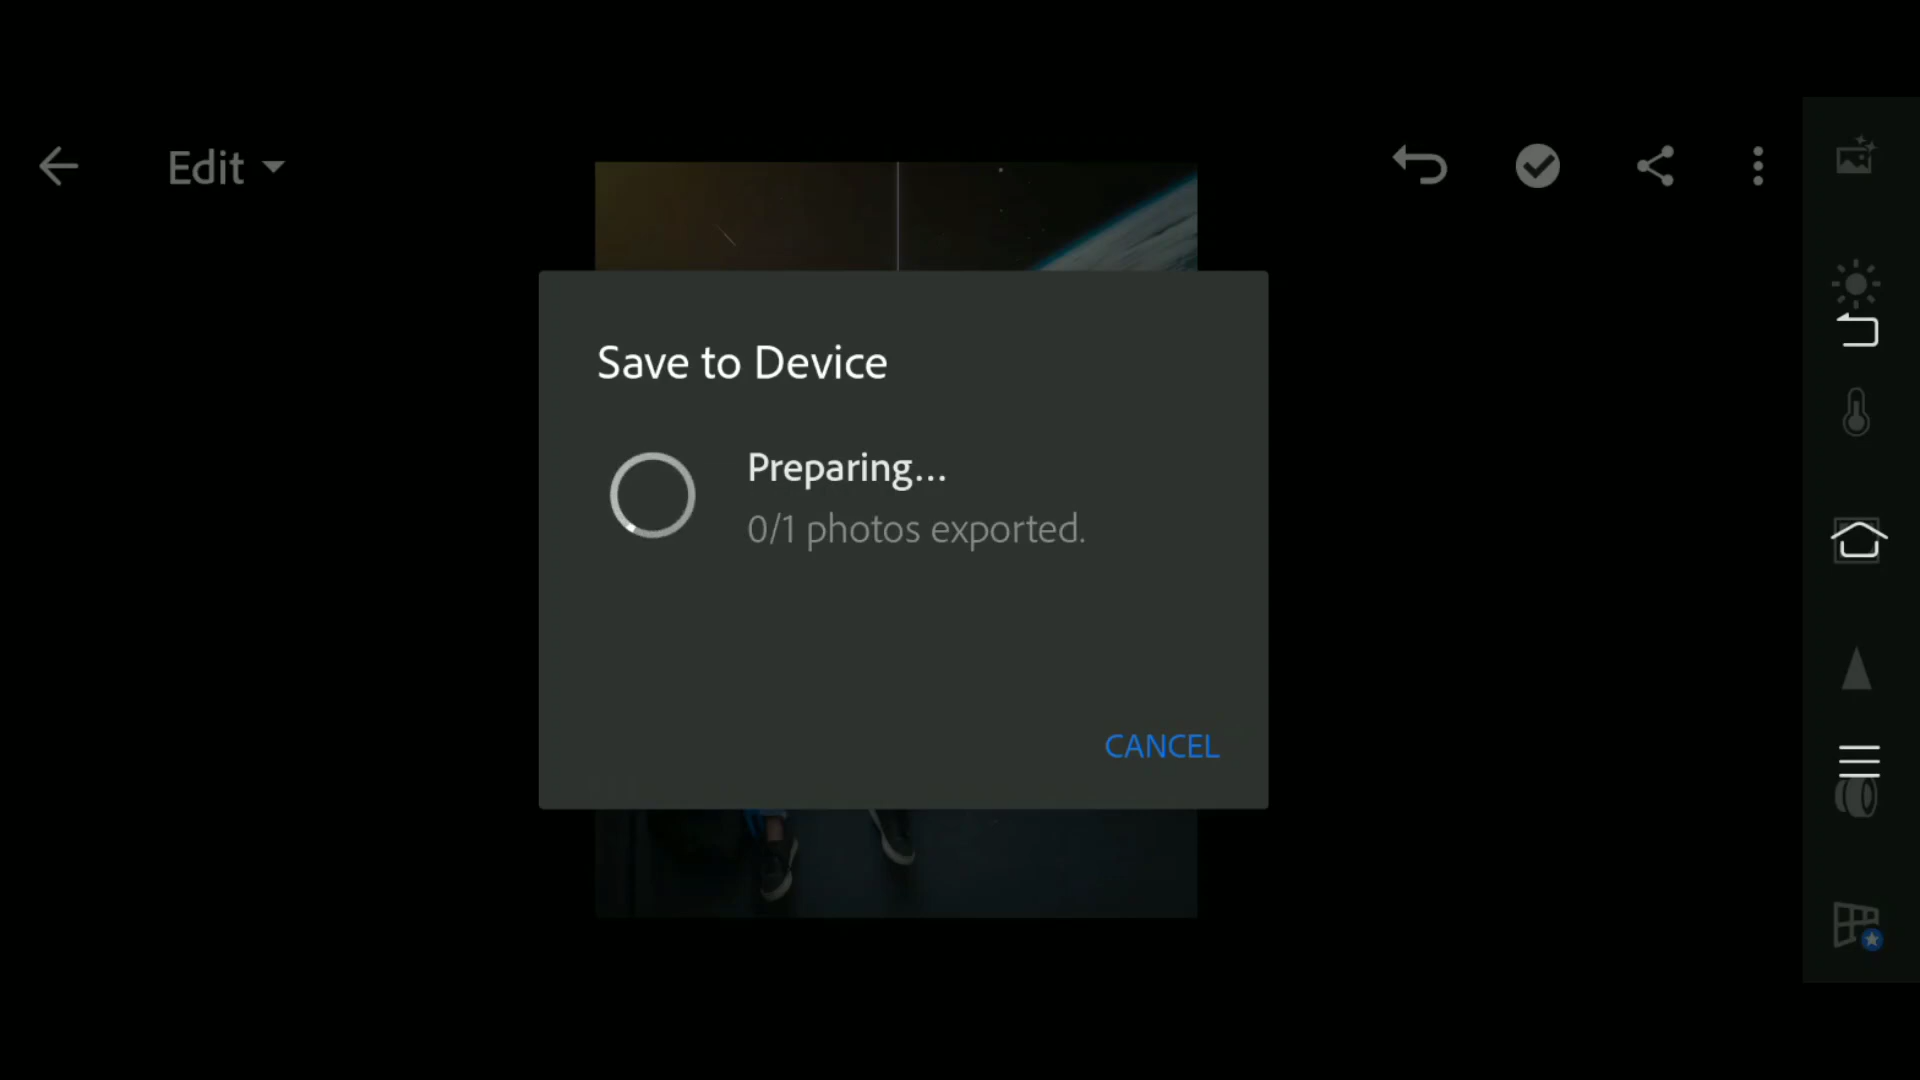 Edit
Save to Device
Preparing...
0/1 photos exported.
CANCEL